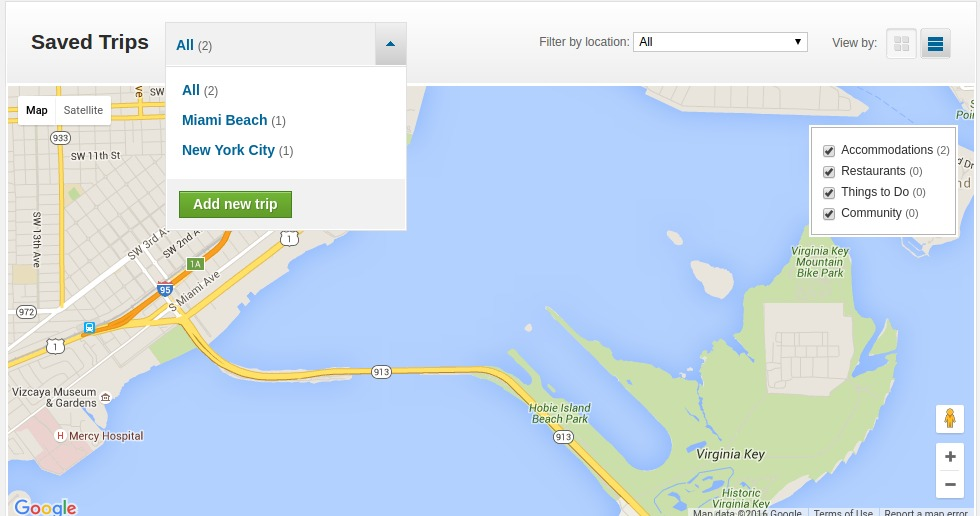 Saved Trips
All (2)
Filter by location:
All
View by:
All (2)
Miami Beach (1)
New York City (1)
Add new trip
Map
Satellite
SW
933
SW 11th St
SW 13th Ave
SW 3rd
SW 2nd
1
1A
95
S Miami Ave
972
1
913
Vizcaya Museum
& Gardens
H Mercy Hospital
Hobie Island
Beach Park
913
Accommodations (2)
Restaurants (0)
Things to Do (0)
Community (0)
Virginia Key
Mountain
Bike Park
Virginia Key
Historic
Virginia Key
+
−
Google
Map data ©2016 Google
Terms of Use
Report a map error